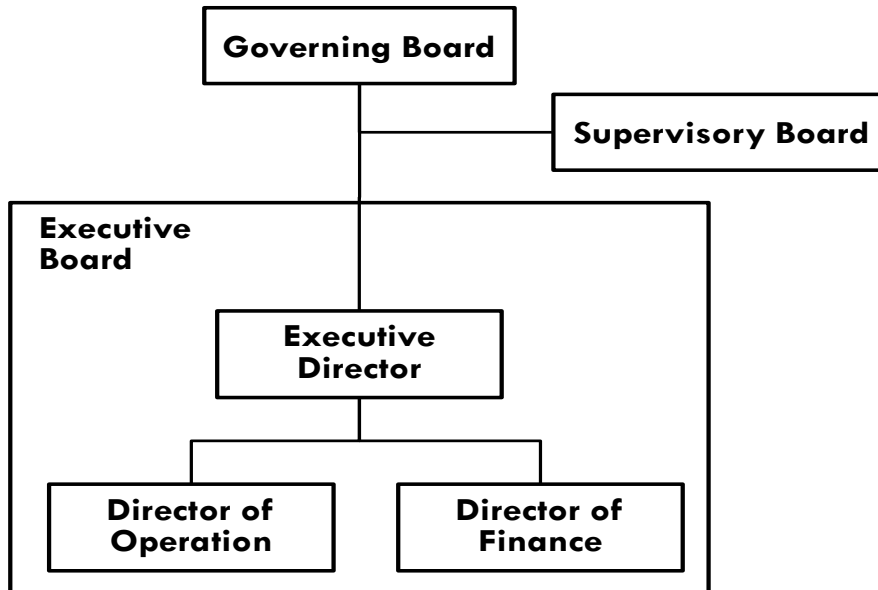 Governing Board
Supervisory Board
Executive
Board
Executive
Director
Director of
Operation
Director of
Finance